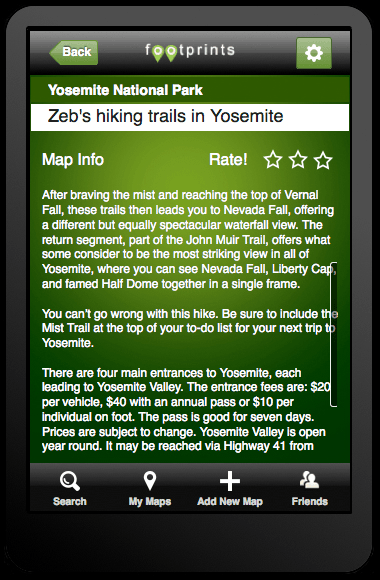 Back
footprints
Yosemite National Park
Zeb's hiking trails in Yosemite
Map Info
Rate!
After braving the mist and reaching the top of Vernal
Fall, these trails then leads you to Nevada Fall, offering
a different but equally spectacular waterfall view. The
return segment, part of the John Muir Trail, offers what
some consider to be the most striking view in all of
Yosemite, where you can see Nevada Fall, Liberty Cap,
and famed Half Dome together in a single frame.
You can't go wrong with this hike. Be sure to include the
Mist Trail at the top of your to-do list for your next trip to
Yosemite.
There are four main entrances to Yosemite, each
leading to Yosemite Valley. The entrance fees are: $20
per vehicle, $40 with an annual pass or $10 per
individual on foot. The pass is good for seven days.
Prices are subject to change. Yosemite Valley is open
year round. It may be reached via Highway 41 from
Search
My Maps
Add New Map
Friends